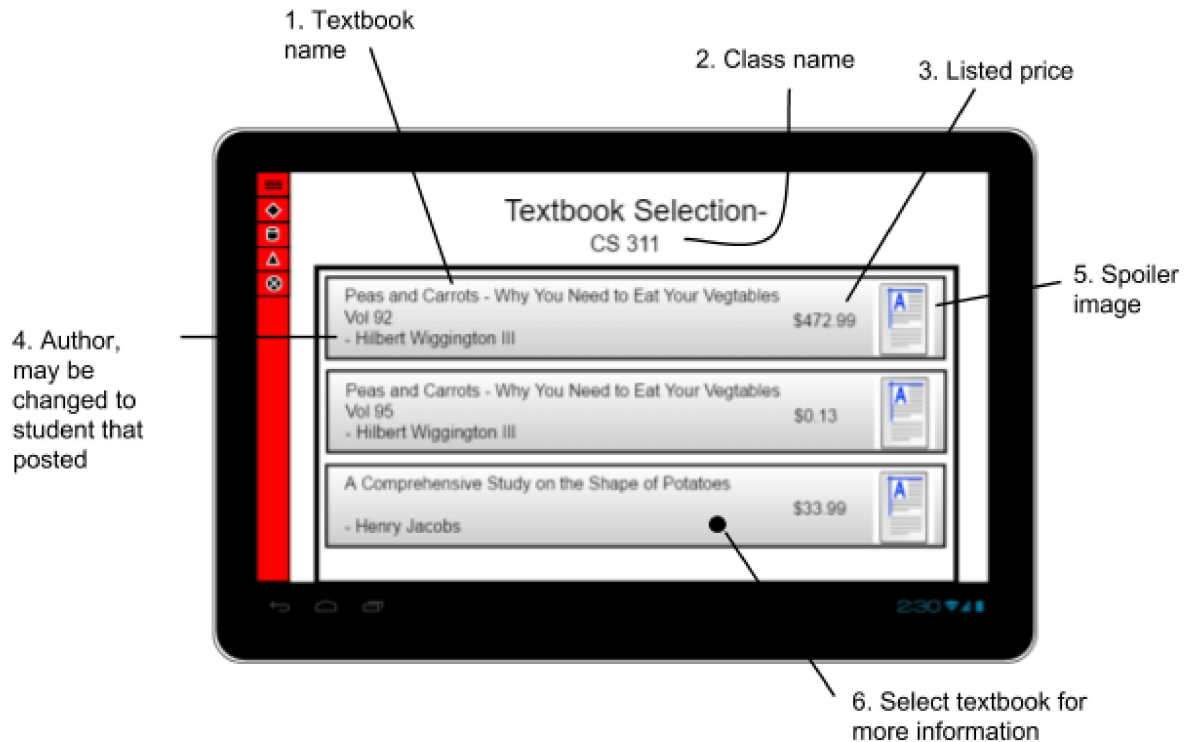 1. Textbook
name
2. Class name
3. Listed price
Textbook Selection-
CS 311
Peas and Carrots - Why You Need to Eat Your Vegtables
Vol 92
- Hilbert Wiggington III
$472.99
A
5. Spoiler
image
4. Author,
may be
changed to
student that
posted
Peas and Carrots - Why You Need to Eat Your Vegtables
Vol 95
- Hilbert Wiggington III
$0.13
A
A Comprehensive Study on the Shape of Potatoes
- Henry Jacobs
$33.99
A
2:30
6. Select textbook for
more information